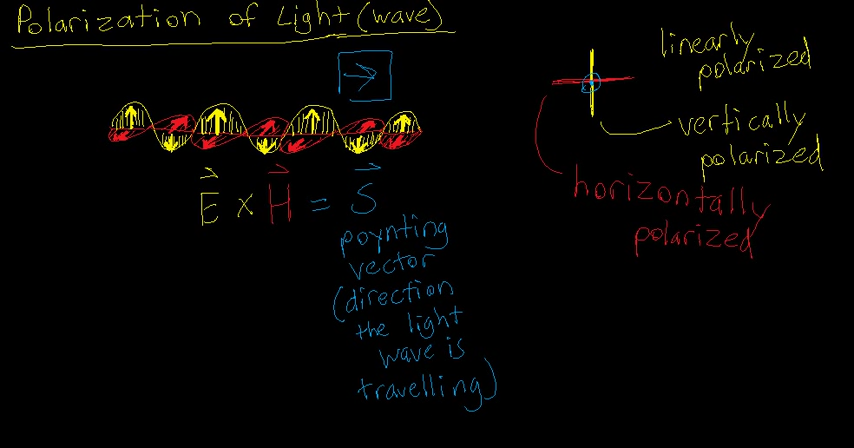 Polarization of Light (wave)
→
E⃗ × H⃗ = S⃗
poynting
vector
(direction
the light
wave is
travelling)
linearly
polarized
vertically
polarized
horizontally
polarized